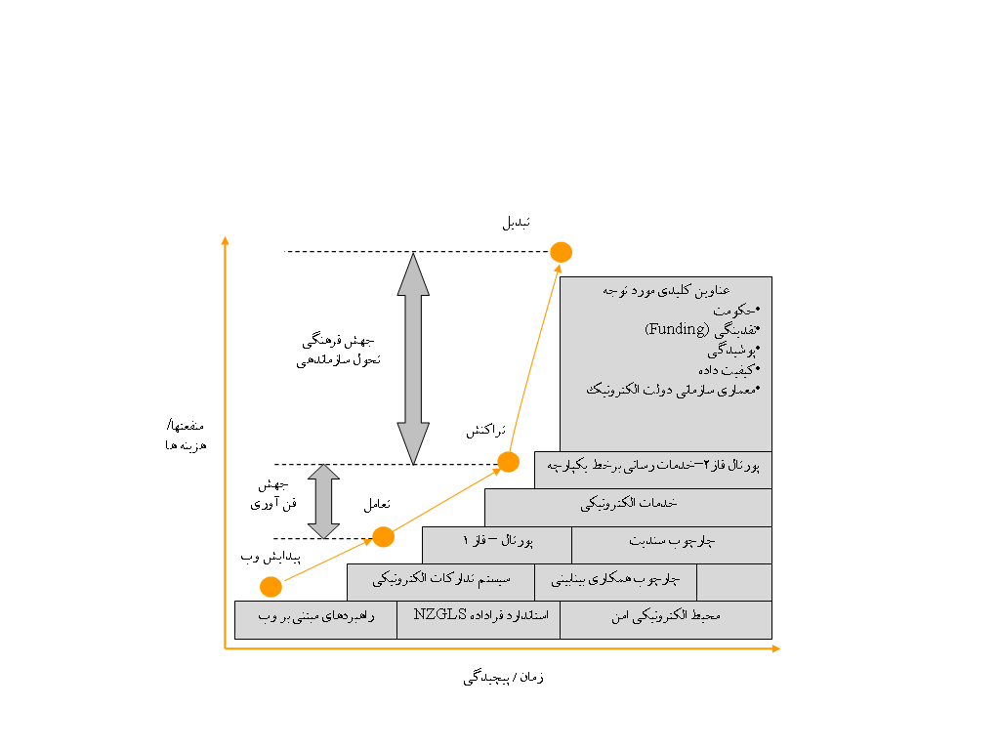 تبدیل
عناوین کلیدی مورد توجه
•حکومت
•نقدینگی (Funding)
•پوشیدگی
•کیفیت داده
•معماری سازمانی دولت الکترونیک
جهش فرهنگی
تحول سازماندهی
منفعتها/
هزینه ها
تراکنش
پورتال فاز۲–خدمات رسانی برخط یکپارچه
جهش
فن آوری
تعامل
خدمات الکترونیکی
پورتال – فاز ۱
چارچوب سندیت
پیدایش وب
سیستم تدارکات الکترونیکی
چارچوب همکاری بینابینی
راهبردهای مبتنی بر وب
استاندارد فراداده NZGLS
محیط الکترونیکی امن
زمان / پیچیدگی